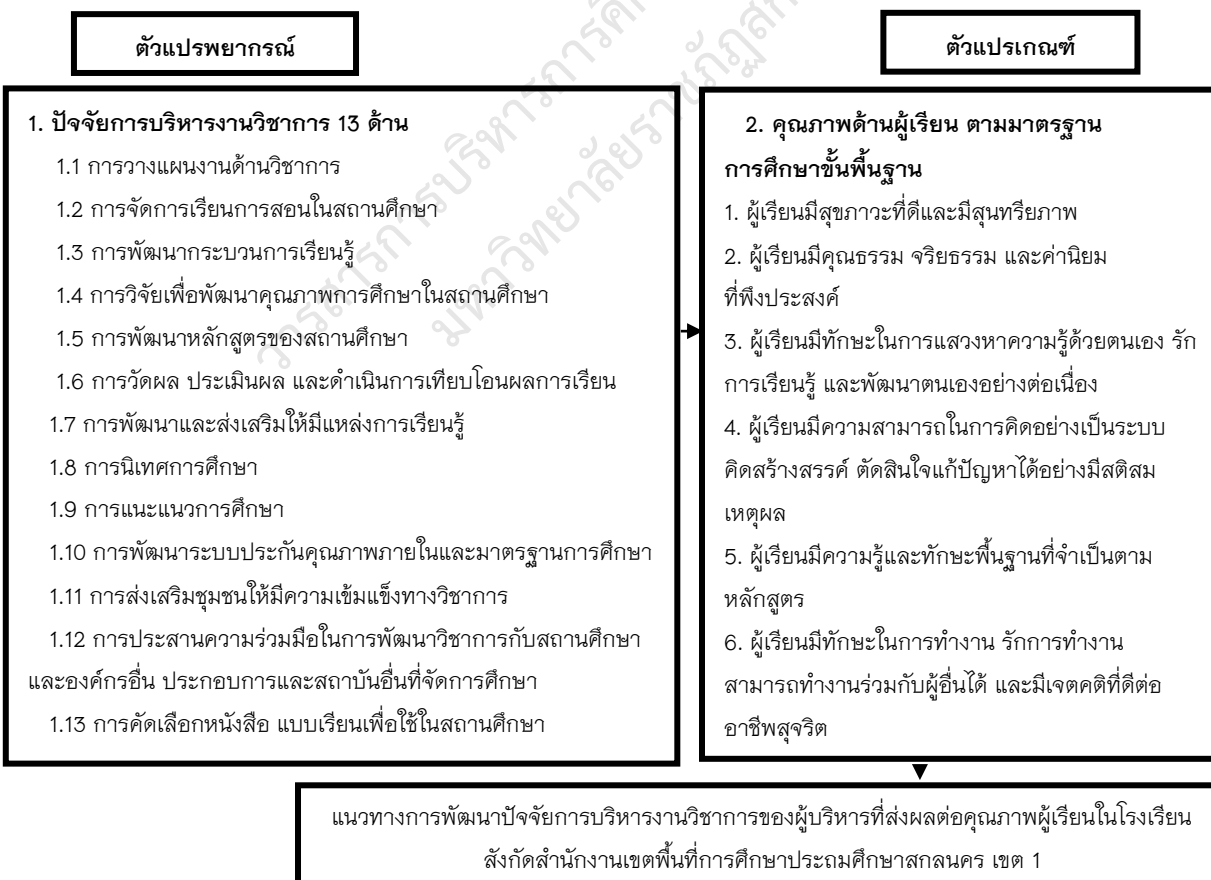 ตัวแปรพยากรณ์
ตัวแปรเกณฑ์
1. ปัจจัยการบริหารงานวิชาการ 13 ด้าน
1.1 การวางแผนงานด้านวิชาการ
1.2 การจัดการเรียนการสอนในสถานศึกษา
1.3 การพัฒนากระบวนการเรียนรู้
1.4 การวิจัยเพื่อพัฒนาคุณภาพการศึกษาในสถานศึกษา
1.5 การพัฒนาหลักสูตรของสถานศึกษา
1.6 การวัดผล ประเมินผล และดำเนินการเทียบโอนผลการเรียน
1.7 การพัฒนาและส่งเสริมให้มีแหล่งการเรียนรู้
1.8 การนิเทศการศึกษา
1.9 การแนะแนวการศึกษา
1.10 การพัฒนาระบบประกันคุณภาพภายในและมาตรฐานการศึกษา
1.11 การส่งเสริมชุมชนให้มีความเข้มแข็งทางวิชาการ
1.12 การประสานความร่วมมือในการพัฒนาวิชาการกับสถานศึกษา
และองค์กรอื่น ประกอบการและสถาบันอื่นที่จัดการศึกษา
1.13 การคัดเลือกหนังสือ แบบเรียนเพื่อใช้ในสถานศึกษา
2. คุณภาพด้านผู้เรียน ตามมาตรฐาน
การศึกษาขั้นพื้นฐาน
1. ผู้เรียนมีสุขภาวะที่ดีและมีสุนทรียภาพ
2. ผู้เรียนมีคุณธรรม จริยธรรม และค่านิยม
ที่พึงประสงค์
3. ผู้เรียนมีทักษะในการแสวงหาความรู้ด้วยตนเอง รัก
การเรียนรู้ และพัฒนาตนเองอย่างต่อเนื่อง
4. ผู้เรียนมีความสามารถในการคิดอย่างเป็นระบบ
คิดสร้างสรรค์ ตัดสินใจแก้ปัญหาได้อย่างมีสติสม
เหตุผล
5. ผู้เรียนมีความรู้และทักษะพื้นฐานที่จำเป็นตาม
หลักสูตร
6. ผู้เรียนมีทักษะในการทำงาน รักการทำงาน
สามารถทำงานร่วมกับผู้อื่นได้ และมีเจตคติที่ดีต่อ
อาชีพสุจริต
แนวทางการพัฒนาปัจจัยการบริหารงานวิชาการของผู้บริหารที่ส่งผลต่อคุณภาพผู้เรียนในโรงเรียน
สังกัดสำนักงานเขตพื้นที่การศึกษาประถมศึกษาสกลนคร เขต 1
วารสารการบริหารการ
มหาวิทยาลัยราชภัฏ